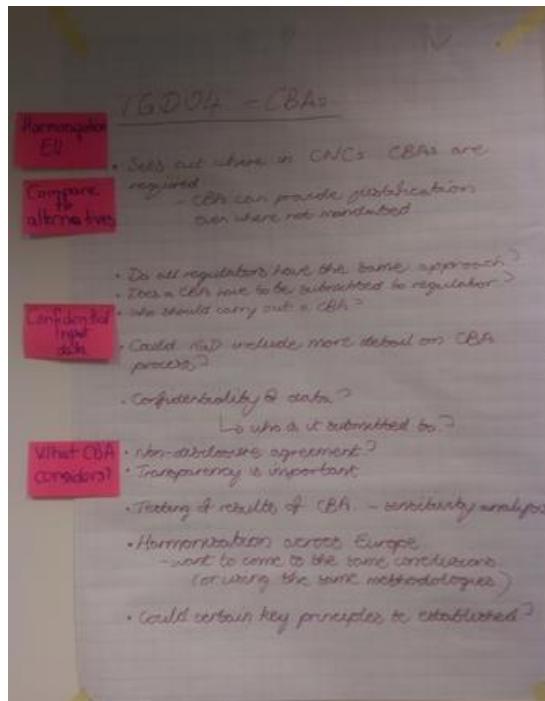 IGD04 - CBAs
Harmonisation
EU
• Sets out where in CNCs CBAs are
required
- CBA can provide justification
even where not mandated
Compare
to
alternatives
• Do all regulators have the same approach?
• Does a CBA have to be submitted to regulator?
• Who should carry out a CBA?
Confidential
Input
data
• Could IGD include more detail on CBA
process?
• Confidentiality of data?
↳ who is it submitted to?
What CBA
considers?
• Non-disclosure agreement?
• Transparency is important
• Testing of results of CBA - sensitivity analysis
• Harmonisation across Europe
- want to come to the same conclusions
(or using the same methodologies)
• Could certain key principles be established?